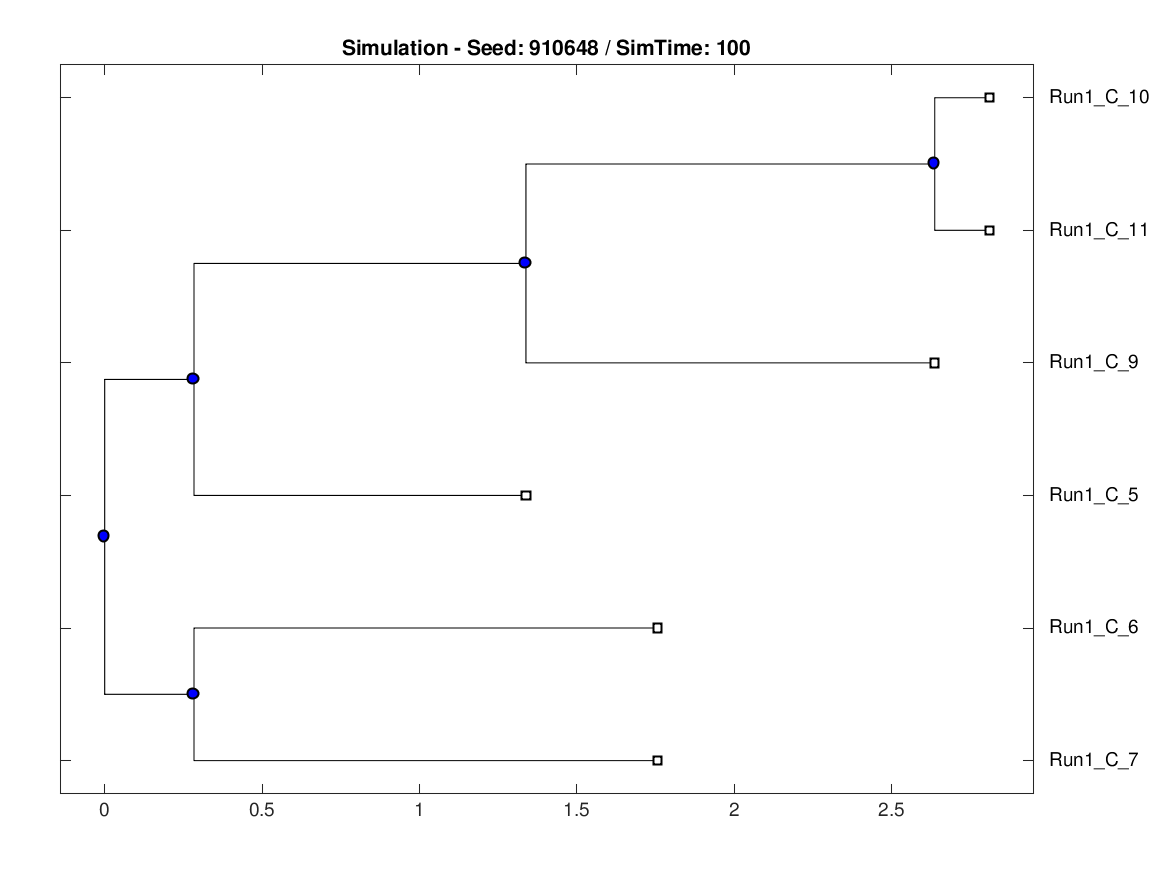 Simulation - Seed: 910648 / SimTime: 100
Run1_C_10
Run1_C_11
Run1_C_9
Run1_C_5
Run1_C_6
Run1_C_7
0 0.5 1 1.5 2 2.5